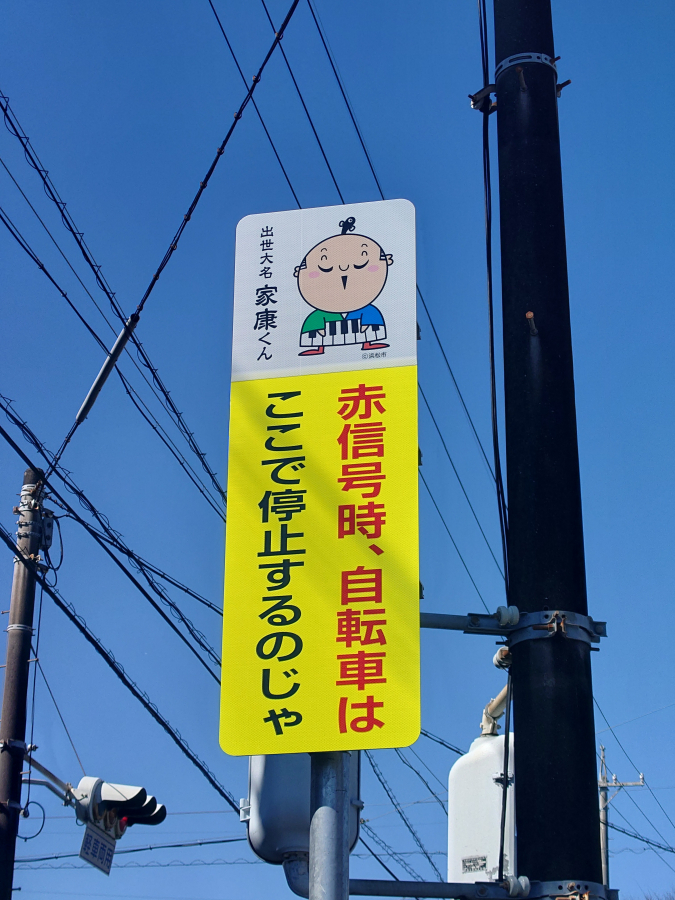 出世大名 家康くん
©浜松市
赤信号時、自転車は
ここで停止するのじゃ